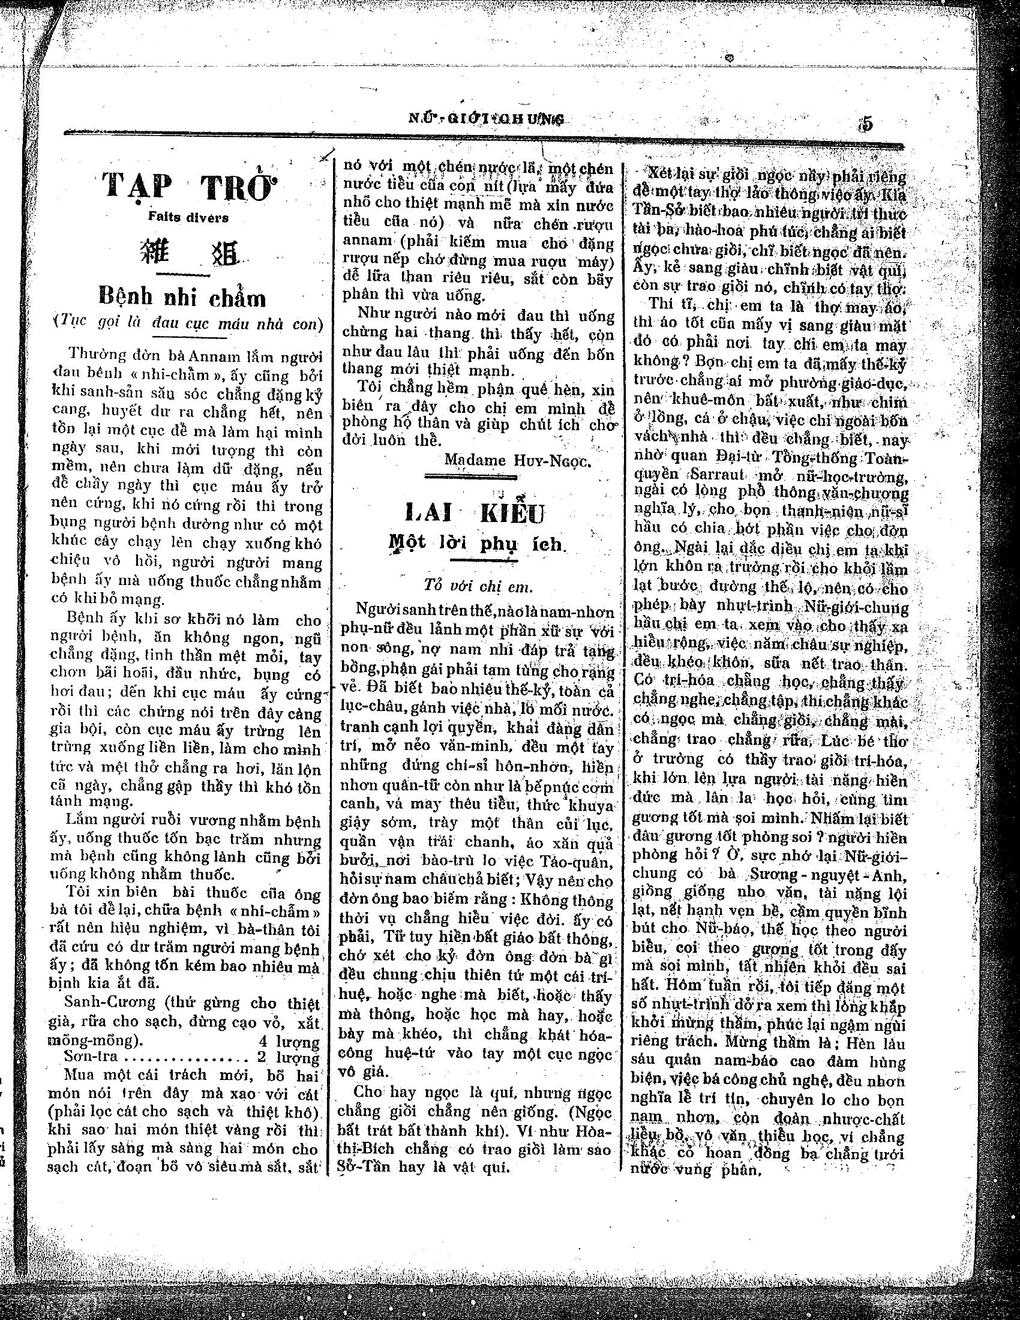 NỮ-GIỚI-CHUNG
5
TẠP TRỞ
Faits divers
雜 俎
Bệnh nhi chẩm
(Tục gọi là đau cục máu nhà con)
Thường đờn bà Annam lắm người
đau bệnh « nhi-chẩm », ấy cũng bởi
khi sanh-sản săn sóc chẳng đặng kỹ
cang, huyết dư ra chẳng hết, nên
tồn lại một cục để mà làm hại mình
ngày sau, khi mới tượng thì còn
mềm, nên chưa làm dữ đặng, nếu
để chầy ngày thì cục máu ấy trở
nên cứng, khi nó cứng rồi thì trong
bụng người bệnh dường như có một
khúc cây chạy lên chạy xuống khó
chiệu vô hồi, người người mang
bệnh ấy mà uống thuốc chẳng nhằm
có khi bỏ mạng.
Bệnh ấy khi sơ khỡi nó làm cho
người bệnh, ăn không ngon, ngũ
chẳng đặng, tinh thần mệt mỏi, tay
chơn bãi hoãi, đầu nhức, bụng có
hơi đau; đến khi cục máu ấy cứng
rồi thì các chứng nói trên đây càng
gia bội, còn cục máu ấy trừng lên
trừng xuống liền liền, làm cho mình
tức và mệt thở chẳng ra hơi, lăn lộn
cã ngày, chẳng gặp thầy thì khó tồn
tánh mạng.
Lắm người ruổi vương nhằm bệnh
ấy, uống thuốc tốn bạc trăm nhưng
mà bệnh cũng không lành cũng bởi
uống không nhằm thuốc.
Tôi xin biên bài thuốc cũa ông
bà tôi để lại, chữa bệnh « nhi-chẩm »
rất nên hiệu nghiệm, vì bà-thân tôi
đã cứu có dư trăm người mang bệnh
ấy; đã không tốn kém bao nhiêu mà
bịnh kia ắt đã.
Sanh-Cương (thứ gừng cho thiệt
già, rữa cho sạch, đừng cạo vỏ, xắt
mõng-mõng). 4 lượng
Sơn-tra ................ 2 lượng
Mua một cái trách mới, bỏ hai
món nói trên đây mà xao với cát
(phải lọc cát cho sạch và thiệt khô)
khi sao hai món thiệt vàng rồi thì
phải lấy sàng mà sàng hai món cho
sạch cát, đoạn bỏ vô siêu mà sắt, sắt
nó với một chén nước lã, một chén
nước tiểu cũa con nít (lựa mấy đứa
nhõ cho thiệt mạnh mẽ mà xin nước
tiểu cũa nó) và nữa chén rượu
annam (phải kiếm mua cho đặng
rượu nếp chớ đừng mua rượu máy)
để lữa than riêu riêu, sắt còn bãy
phân thì vừa uống.
Như người nào mới đau thì uống
chừng hai thang thì thấy hết, còn
như đau lâu thì phải uống đến bốn
thang mới thiệt mạnh.
Tôi chẳng hềm phận quê hèn, xin
biên ra đây cho chị em mình để
phòng hộ thân và giúp chút ích cho
đời luôn thể.
Madame HUY-NGỌC.
LAI KIỂU
Một lời phụ ích.
Tỏ với chị em.
Người sanh trên thế, nào là nam-nhơn
phụ-nữ đều lảnh một phần xữ sự với
non sông, nợ nam nhi đáp trả tạng
bồng, phận gái phải tam tùng cho rạng
vẻ. Đã biết bao nhiêu thế-kỷ, toàn cả
lục-châu, gánh việc nhà, lo mối nước.
tranh cạnh lợi quyền, khai đàng dân
trí, mở nẻo văn-minh, đều một tay
những đứng chí-sĩ hôn-nhơn, hiền
nhơn quân-tử còn như là bếp núc cơm
canh, vá may thêu tiểu, thức khuya
giậy sớm, trày một thân cũi lục,
quần vận trái chanh, áo xăn quả
bưởi, nơi bào-trù lo việc Táo-quân,
hỏi sự nam châu chả biết; Vậy nên cho
đờn ông bao biếm rằng: Không thông
thời vụ chẳng hiểu việc đời. ấy có
phải, Từ tuy hiền bất giáo bất thông,
chớ xét cho kỷ đờn ông đờn bà gì
đều chung chịu thiên tư một cái trí-
huệ, hoặc nghe mà biết, hoặc thấy
mà thông, hoặc học mà hay, hoặc
bày mà khéo, thì chẳng khát hóa-
công huệ-tứ vào tay một cục ngọc
vô giá.
Cho hay ngọc là quí, nhưng ngọc
chẳng giồi chẳng nên giống. (Ngọc
bất trát bất thành khí). Ví như Hòa-
thị-Bích chẳng có trao giồi làm sao
Sở-Tần hay là vật quí.
Xét lại sự giồi ngọc nầy phải riêng
để một tay thợ lảo thông việc ấy. Kia
Tần-Sở biết bao nhiêu người trí thức
tài ba, hào-hoa phú túc, chẳng ai biết
ngọc chưa giồi, chĩ biết ngọc đã nên.
Ấy, kẻ sang giàu chĩnh biết vật quí,
còn sự trao giồi nó, chĩnh có tay thợ.
Thí tĩ, chị em ta là thợ may áo,
thì áo tốt của mấy vị sang giàu mặt
đó có phải nơi tay chị em ta may
không? Bọn chị em ta đã mấy thế-kỷ
trước chẳng ai mở phường giáo-dục,
nên khuê-môn bất xuất, như chim
ở lồng, cá ở chậu, việc chi ngoài bốn
vách nhà thì đều chẳng biết, nay
nhờ quan Đại-từ Tổng-thống Toàn-
quyền Sarraut mở nữ-học-trường,
ngài có lòng phổ thông văn-chương
nghĩa lý, cho bọn thanh-niên nữ-sĩ
hầu có chia bớt phần việc cho đờn
ông. Ngài lại dắc diều chị em ta khi
lớn khôn ra trường rồi cho khỏi lầm
lạt bước đường thế lộ, nên có cho
phép bày nhựt-trình Nữ-giới-chung
hầu chị em ta xem vào cho thấy xa
hiểu rộng, việc năm châu sự nghiệp,
đều khéo khôn, sữa nết trao thân.
Có trí-hóa chẳng học, chẳng thấy
chẳng nghe, chẳng tập, thì chẳng khác
có ngọc mà chẳng giồi, chẳng mài,
chẳng trao chẳng rữa. Lúc bé thơ
ở trường có thầy trao giồi trí-hóa,
khi lớn lên lựa người tài năng hiền
đức mà lân la học hỏi, cùng tìm
gương tốt mà soi mình. Nhắm lại biết
đâu gương tốt phòng soi? người hiền
phòng hỏi? Ờ, sực nhớ lại Nữ-giới-
chung có bà Sương-nguyệt-Anh,
giồng giống nho văn, tài năng lội
lạt, nết hạnh vẹn bề, cầm quyền bĩnh
bút cho Nữ-báo, thế học theo người
biểu, coi theo gương tốt trong đấy
mà soi mình, tất nhiên khỏi đều sai
hất. Hôm tuần rồi, tôi tiếp đặng một
số nhựt-trình dở ra xem thì lòng khắp
khởi mừng thầm, phúc lại ngậm ngùi
riêng trách. Mừng thầm là; Hèn lâu
sáu quân nam-báo cao đàm hùng
biện, việc bá công chủ nghệ, đều nhơn
nghĩa lễ trí tín, chuyên lo cho bọn
nam nhơn, còn đoạn nhược-chất
liễu bồ, vô văn thiểu học, ví chẳng
khác cỏ hoan đồng bạ chẳng tưới
nước vung phân.